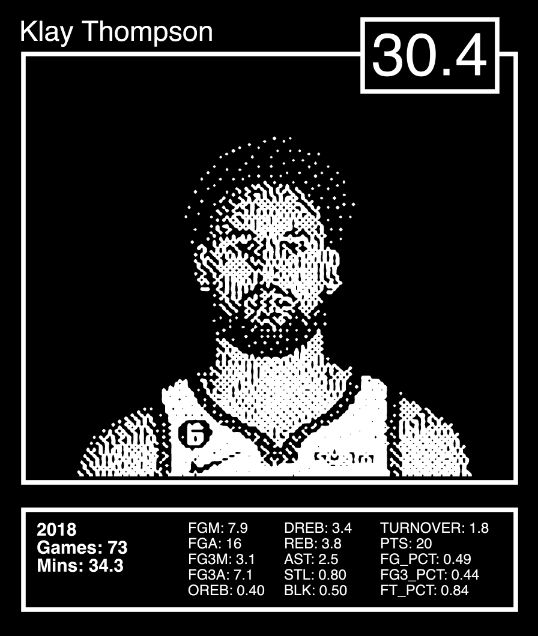 Klay Thompson
30.4
6
2018
Games: 73
Mins: 34.3
FGM: 7.9
FGA: 16
FG3M: 3.1
FG3A: 7.1
OREB: 0.40
DREB: 3.4
REB: 3.8
AST: 2.5
STL: 0.80
BLK: 0.50
TURNOVER: 1.8
PTS: 20
FG_PCT: 0.49
FG3_PCT: 0.44
FT_PCT: 0.84